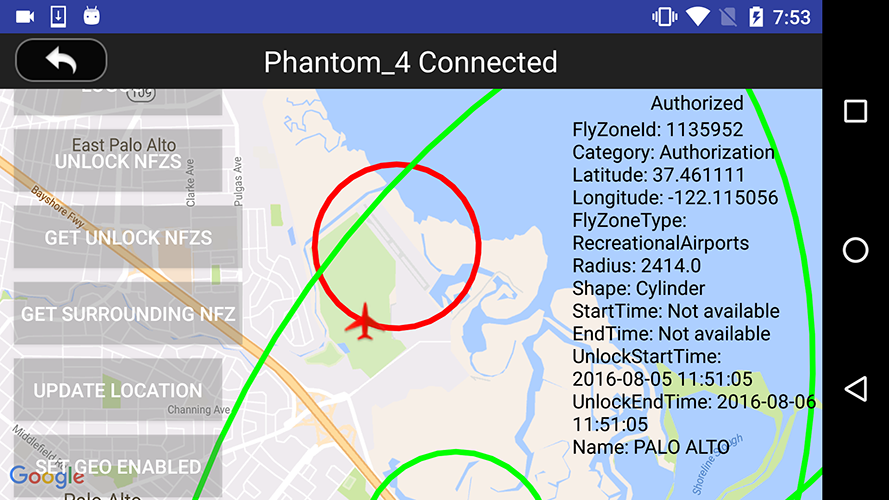 7:53
Phantom_4 Connected
109
East Palo Alto
UNLOCK NFZS
Clarke Ave
Pulgas Ave
Bayshore Fwy
GET UNLOCK NFZS
GET SURROUNDING NFZ
UPDATE LOCATION
Channing Ave
Middlefield
SET GEO ENABLED
Google
Palo Alto
Authorized
FlyZoneId: 1135952
Category: Authorization
Latitude: 37.461111
Longitude: -122.115056
FlyZoneType:
RecreationalAirports
Radius: 2414.0
Shape: Cylinder
StartTime: Not available
EndTime: Not available
UnlockStartTime:
2016-08-05 11:51:05
UnlockEndTime: 2016-08-06
11:51:05
Name: PALO ALTO
Shoreline